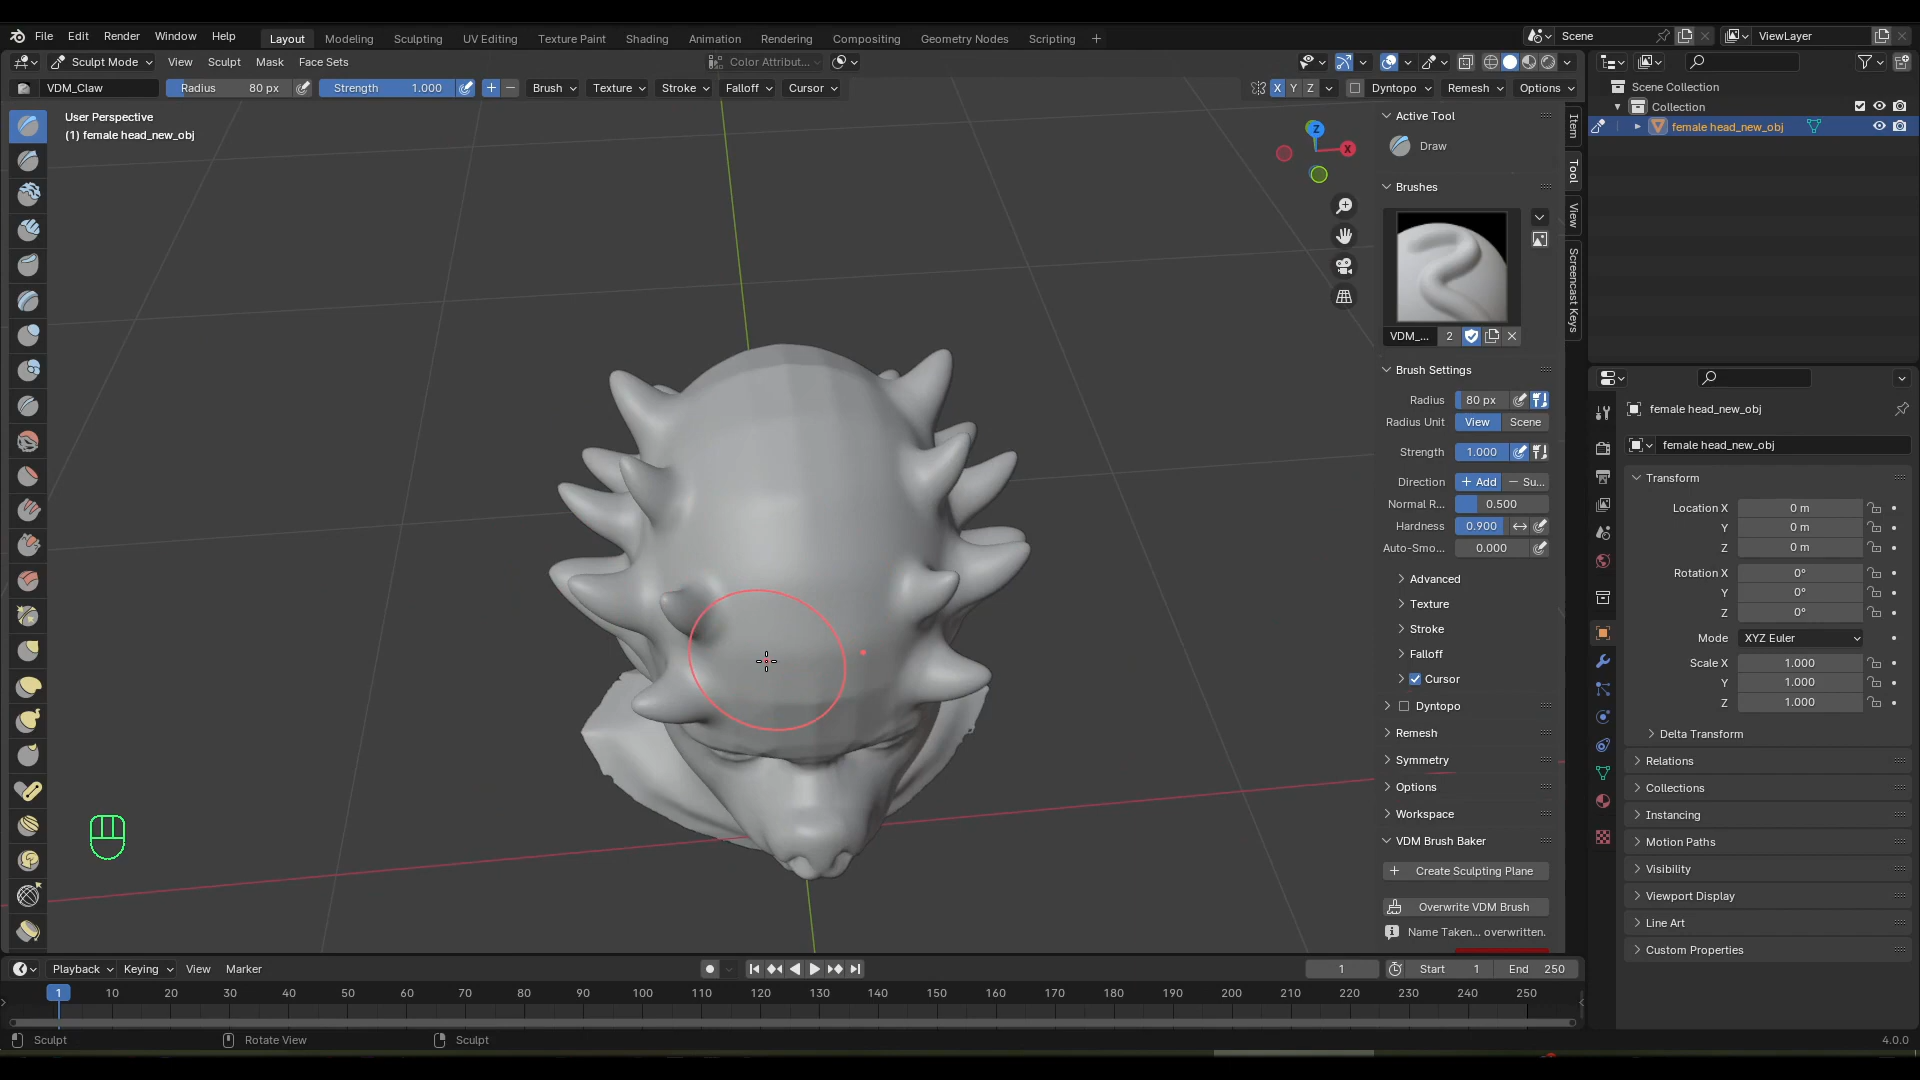 File Edit Render Window Help Layout Modeling Sculpting UV Editing Texture Paint Shading Animation Rendering Compositing Geometry Nodes Scripting + Scene ViewLayer
Sculpt Mode View Sculpt Mask Face Sets Color Attribut...
VDM_Claw Radius 80 px Strength 1.000 Brush Texture Stroke Falloff Cursor X Y Z Dyntopo Remesh Options
User Perspective
(1) female head_new_obj
Z
X
Active Tool
Draw
Brushes
VDM_... 2
Brush Settings
Radius 80 px
Radius Unit View Scene
Strength 1.000
Direction + Add − Su...
Normal R... 0.500
Hardness 0.900
Auto-Smo... 0.000
Advanced
Texture
Stroke
Falloff
Cursor
Dyntopo
Remesh
Symmetry
Options
Workspace
VDM Brush Baker
Create Sculpting Plane
Overwrite VDM Brush
Name Taken... overwritten.
Item
Tool
View
Screencast Keys
Scene Collection
Collection
female head_new_obj
female head_new_obj
female head_new_obj
Transform
Location X 0 m
Y 0 m
Z 0 m
Rotation X 0°
Y 0°
Z 0°
Mode XYZ Euler
Scale X 1.000
Y 1.000
Z 1.000
Delta Transform
Relations
Collections
Instancing
Motion Paths
Visibility
Viewport Display
Line Art
Custom Properties
Playback Keying View Marker 1 Start 1 End 250
1 10 20 30 40 50 60 70 80 90 100 110 120 130 140 150 160 170 180 190 200 210 220 230 240 250
Sculpt Rotate View Sculpt 4.0.0